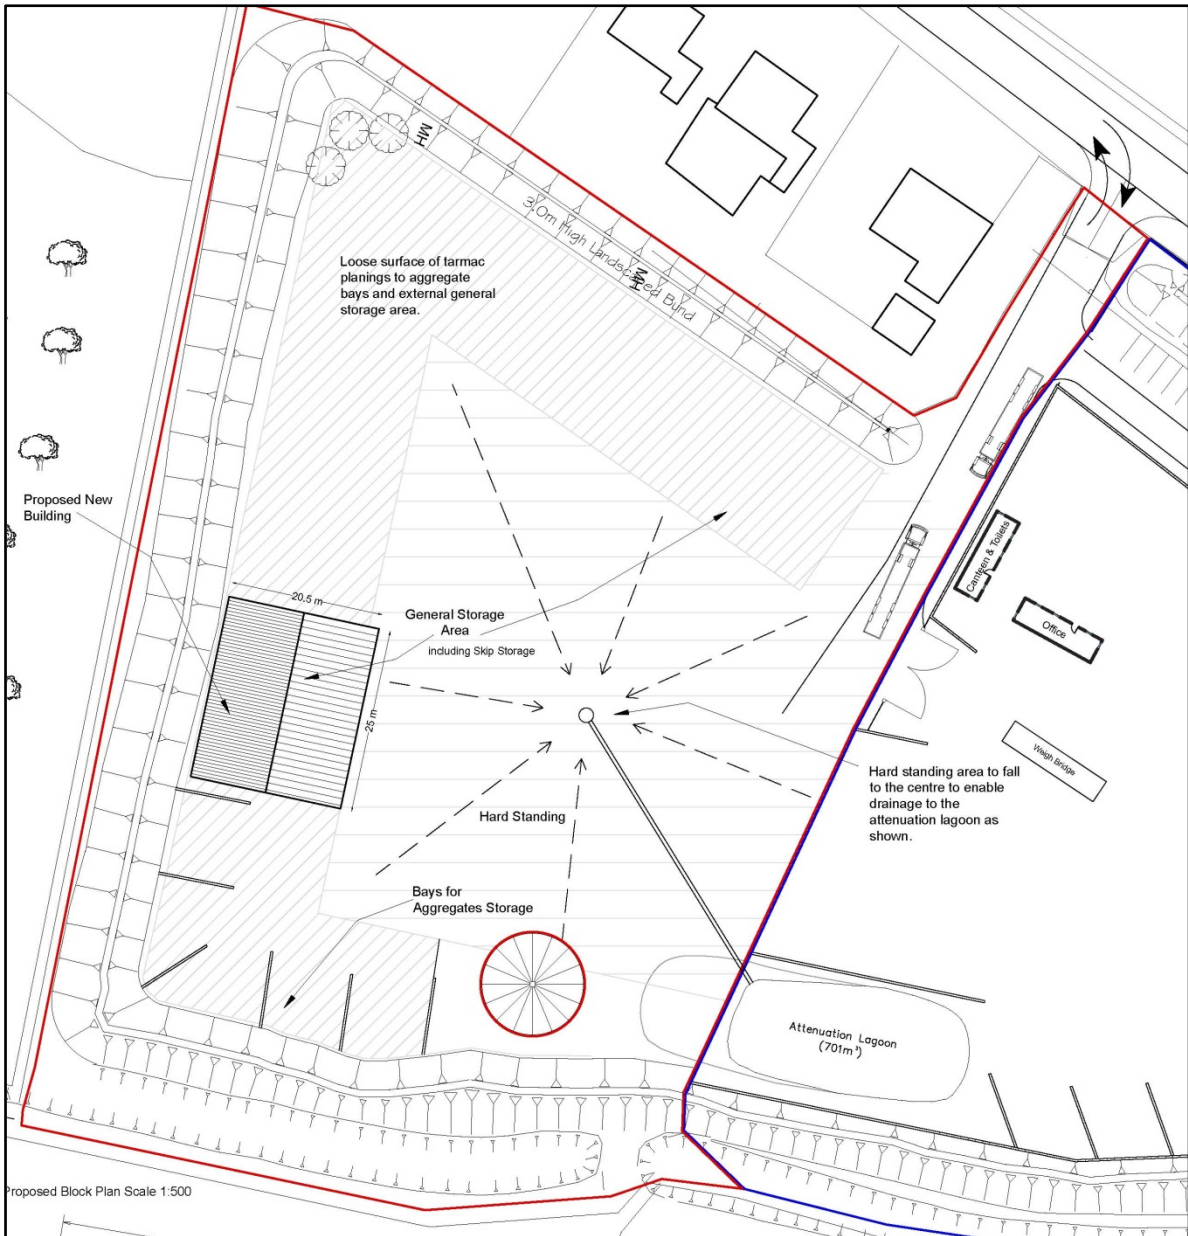 MH
3.0m High Landscaped Bund
MH
Loose surface of tarmac
planings to aggregate
bays and external general
storage area.
Proposed New
Building
Canteen & Toilets
Office
20.5 m
General Storage
Area
including Skip Storage
25 m
Weigh Bridge
Hard standing area to fall
to the centre to enable
drainage to the
attenuation lagoon as
shown.
Hard Standing
Bays for
Aggregates Storage
Attenuation Lagoon
(701m³)
Proposed Block Plan Scale 1:500